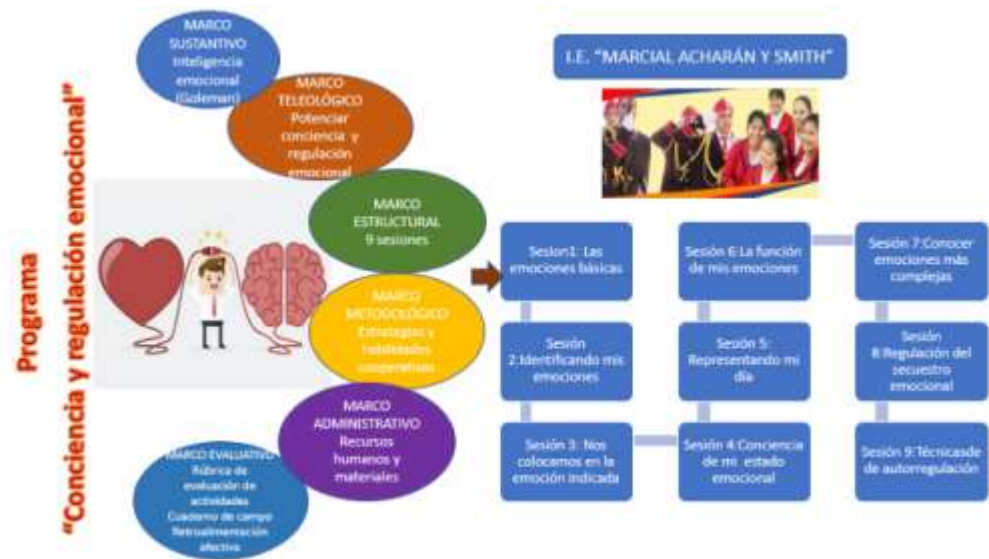 Programa
“Conciencia y regulación emocional”
MARCO
SUSTANTIVO
Inteligencia
emocional
(Goleman)
MARCO
TELEOLÓGICO
Potenciar
conciencia y
regulación
emocional
MARCO
ESTRUCTURAL
9 sesiones
MARCO
METODOLÓGICO
Estrategias y
habilidades
cooperativas
MARCO
ADMINISTRATIVO
Recursos
humanos y
materiales
MARCO EVALUATIVO
Rúbrica de
evaluación de
actividades
Cuaderno de campo
Retroalimentación
afectiva
I.E. “MARCIAL ACHARÁN Y SMITH”
Sesion1: Las
emociones básicas
Sesión
2:Identificando mis
emociones
Sesión 3: Nos
colocamos en la
emoción indicada
Sesión 4:Conciencia
de mi estado
emocional
Sesión 5:
Representando mi
día
Sesión 6:La función
de mis emociones
Sesión 7:Conocer
emociones más
complejas
Sesión
8:Regulación del
secuestro
emocional
Sesión 9:Técnicasde
de autorregulación